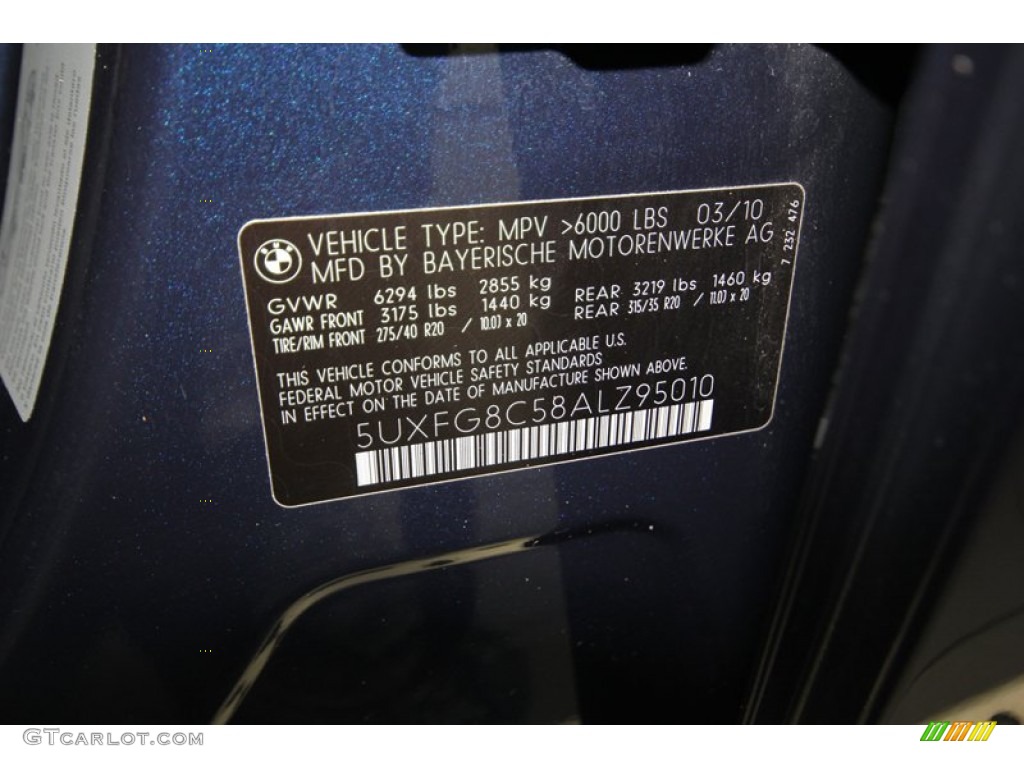 BMW
VEHICLE TYPE: MPV >6000 LBS 03/10
MFD BY BAYERISCHE MOTORENWERKE AG
GVWR 6294 lbs 2855 kg
GAWR FRONT 3175 lbs 1440 kg REAR 3219 lbs 1460 kg
TIRE/RIM FRONT 275/40 R20 / 10.0J x 20 REAR 315/35 R20 / 11.0J x 20
THIS VEHICLE CONFORMS TO ALL APPLICABLE U.S.
FEDERAL MOTOR VEHICLE SAFETY STANDARDS
IN EFFECT ON THE DATE OF MANUFACTURE SHOWN ABOVE.
5UXFG8C58ALZ95010
7 232 476
GTcarlot.com